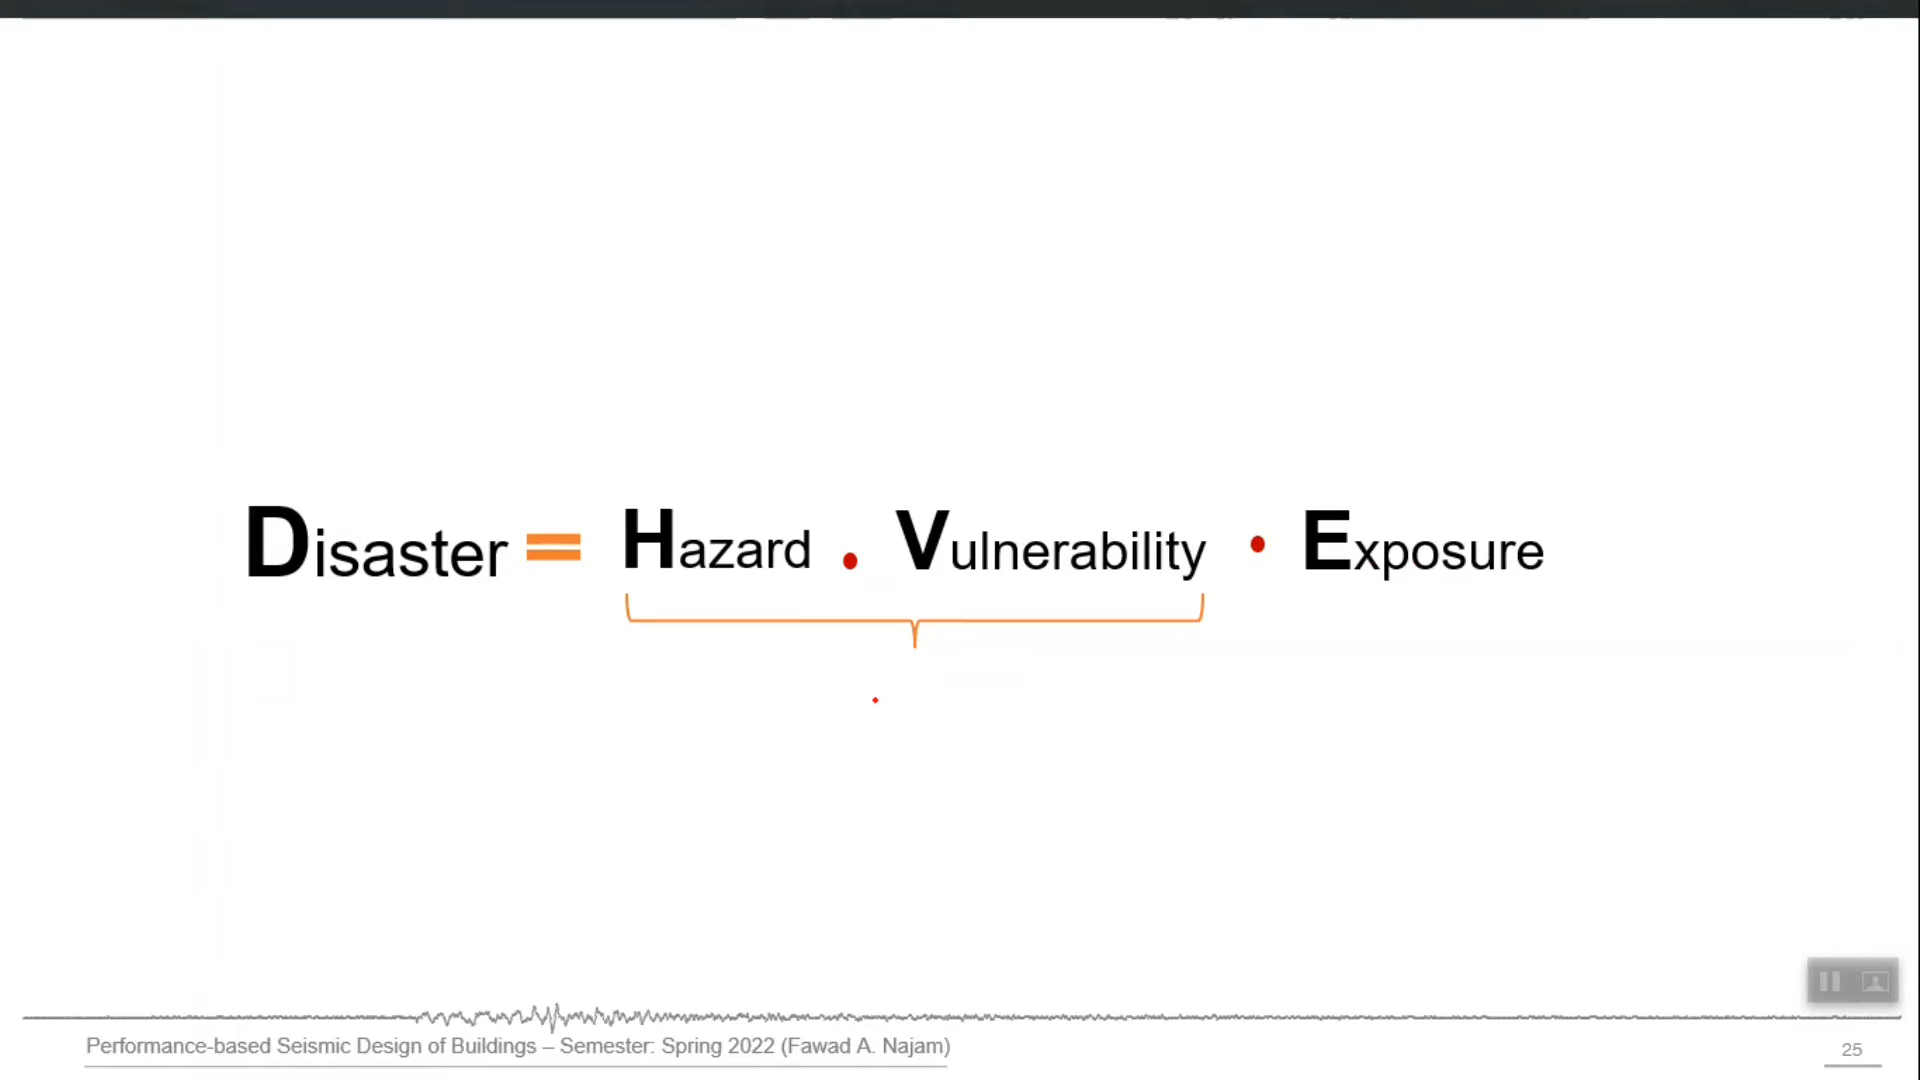 Disaster = Hazard . Vulnerability · Exposure
Performance-based Seismic Design of Buildings – Semester: Spring 2022 (Fawad A. Najam)
25